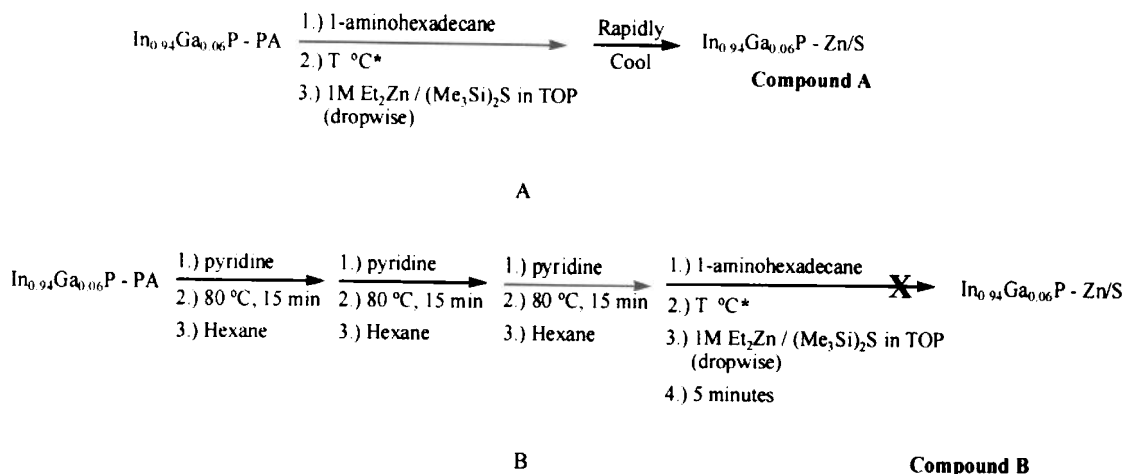 In0.94Ga0.06P - PA
1.) 1-aminohexadecane
2.) T °C*
3.) 1M Et2Zn / (Me3Si)2S in TOP
(dropwise)
Rapidly
Cool
In0.94Ga0.06P - Zn/S
Compound A
A
In0.94Ga0.06P - PA
1.) pyridine
2.) 80 °C, 15 min
3.) Hexane
1.) pyridine
2.) 80 °C, 15 min
3.) Hexane
1.) pyridine
2.) 80 °C, 15 min
3.) Hexane
1.) 1-aminohexadecane
2.) T °C*
3.) 1M Et2Zn / (Me3Si)2S in TOP
(dropwise)
4.) 5 minutes
X
In0.94Ga0.06P - Zn/S
B
Compound B